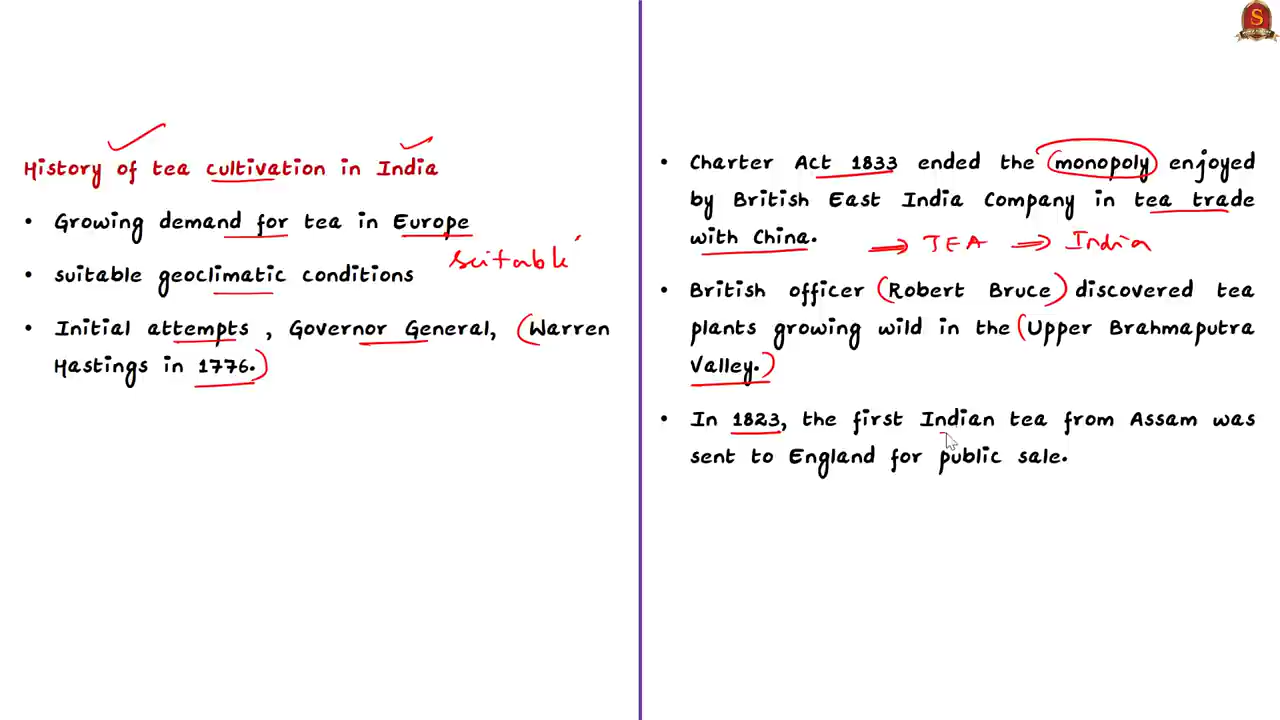 History of tea cultivation in India
• Growing demand for tea in Europe
suitable
• suitable geoclimatic conditions
• Initial attempts , Governor General, (Warren
Hastings in 1776.)
S
• Charter Act 1833 ended the (monopoly) enjoyed
by British East India Company in tea trade
with China. ⇒ TEA ⇒ India
• British officer (Robert Bruce) discovered tea
plants growing wild in the (Upper Brahmaputra
Valley.)
• In 1823, the first Indian tea from Assam was
sent to England for public sale.